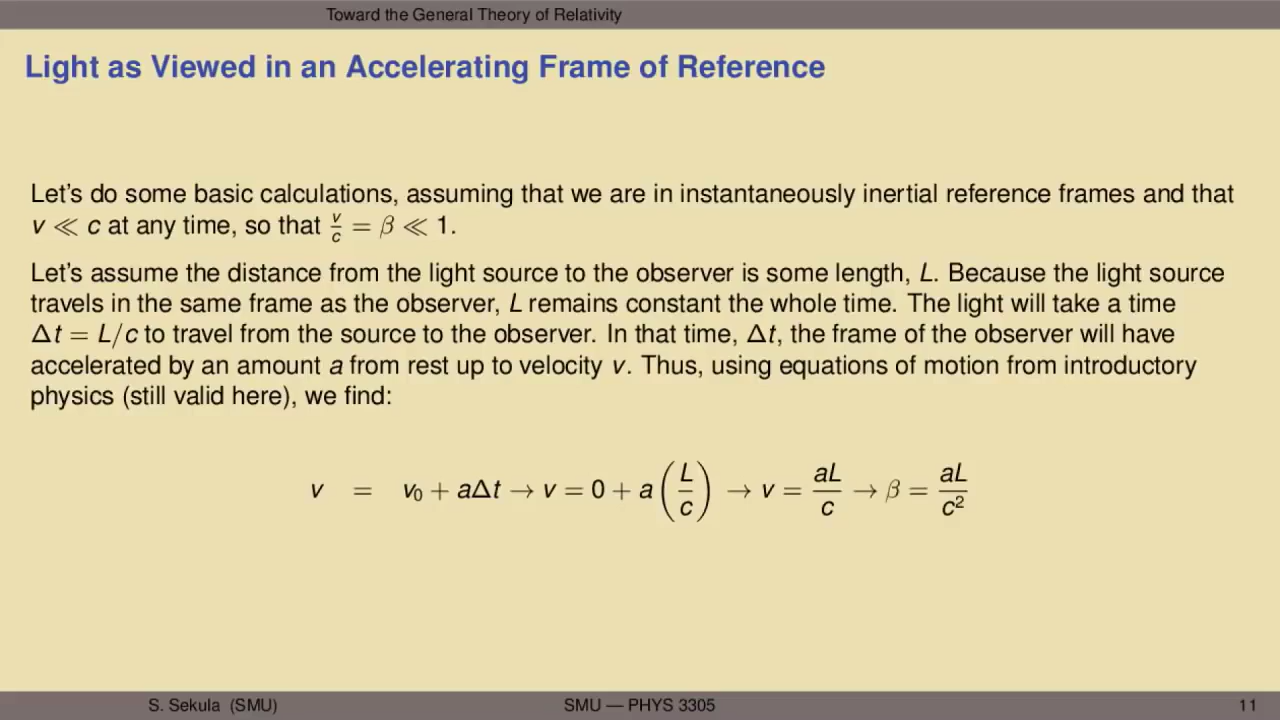 Toward the General Theory of Relativity
Light as Viewed in an Accelerating Frame of Reference
Let's do some basic calculations, assuming that we are in instantaneously inertial reference frames and that
v ≪ c at any time, so that v/c = β ≪ 1.
Let's assume the distance from the light source to the observer is some length, L. Because the light source
travels in the same frame as the observer, L remains constant the whole time. The light will take a time
Δt = L/c to travel from the source to the observer. In that time, Δt, the frame of the observer will have
accelerated by an amount a from rest up to velocity v. Thus, using equations of motion from introductory
physics (still valid here), we find:
v = v₀ + aΔt → v = 0 + a (L/c) → v = aL/c → β = aL/c²
S. Sekula (SMU) SMU — PHYS 3305 11